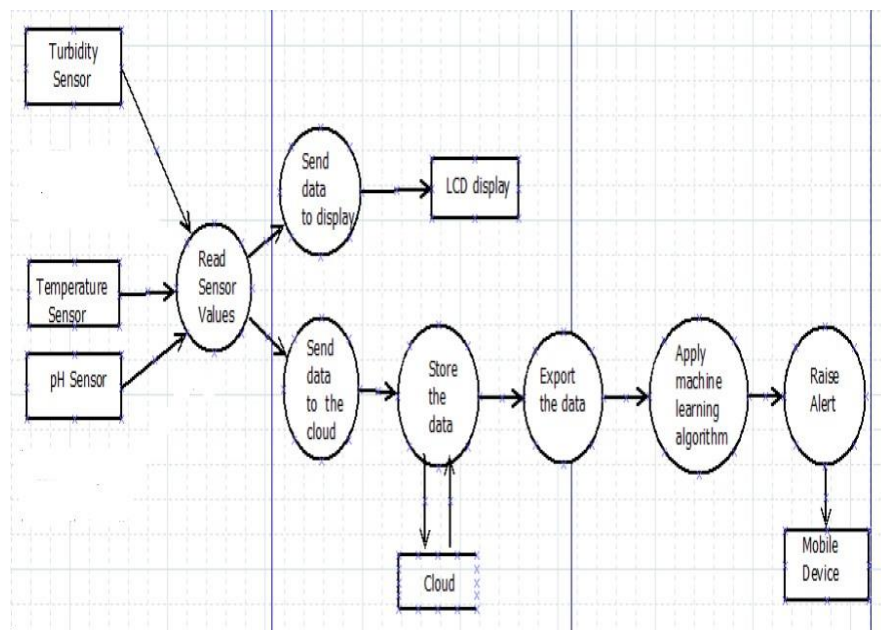 Turbidity
Sensor
Send
data
to display
LCD display
Read
Sensor
Values
Temperature
Sensor
pH Sensor
Send
data
to the
cloud
Store
the
data
Export
the data
Apply
machine
learning
algorithm
Raise
Alert
Cloud
Mobile
Device